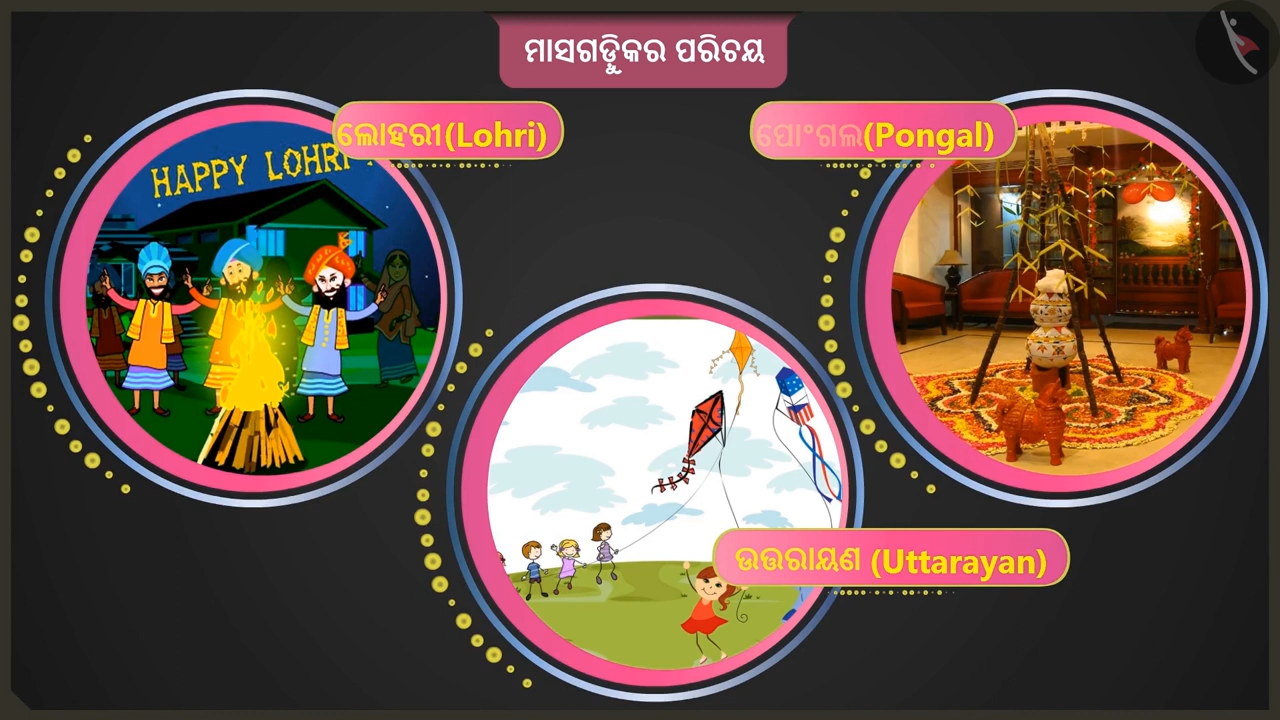 ମାସଗଡ଼ିୁକର ପରିଚୟ
ଲୋହରୀ(Lohri)
ପୋଂଗଲ(Pongal)
HAPPY LOHRI
ଉତ୍ତରାୟଣ (Uttarayan)